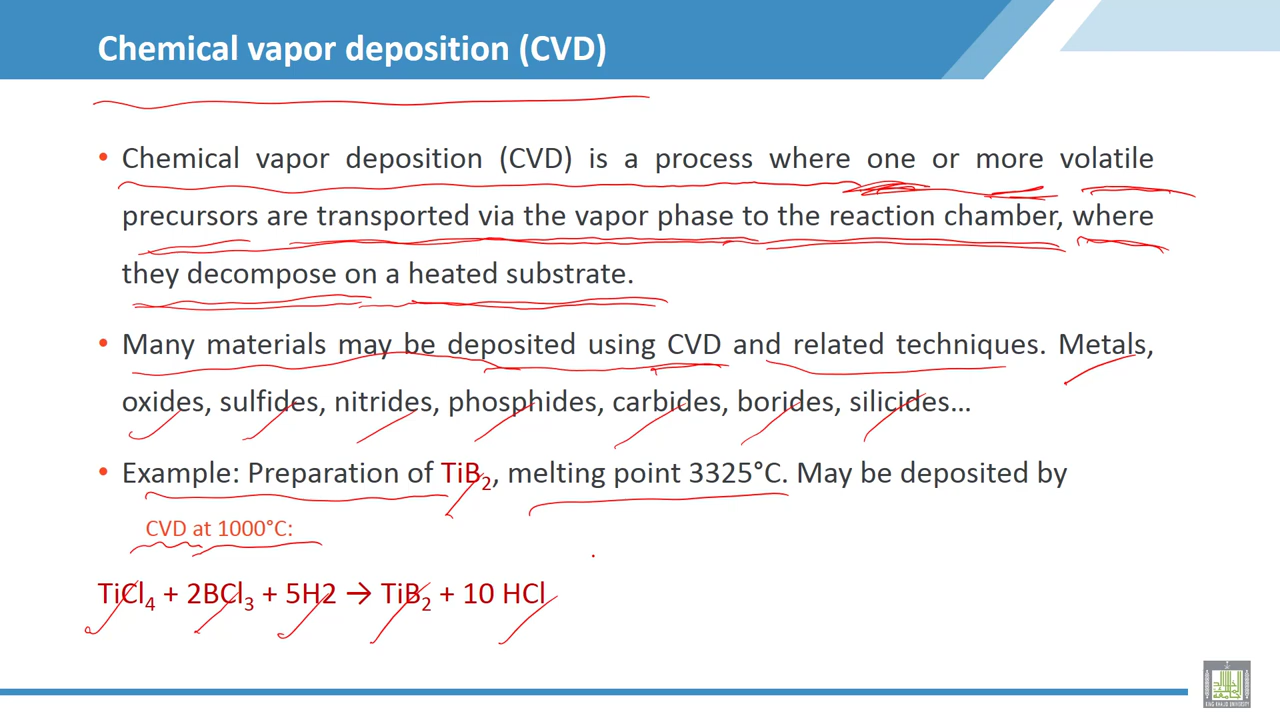 Chemical vapor deposition (CVD)
• Chemical vapor deposition (CVD) is a process where one or more volatile
precursors are transported via the vapor phase to the reaction chamber, where
they decompose on a heated substrate.
• Many materials may be deposited using CVD and related techniques. Metals,
oxides, sulfides, nitrides, phosphides, carbides, borides, silicides…
• Example: Preparation of TiB₂, melting point 3325°C. May be deposited by
CVD at 1000°C:
TiCl₄ + 2BCl₃ + 5H2 → TiB₂ + 10 HCl
KING KHALID UNIVERSITY